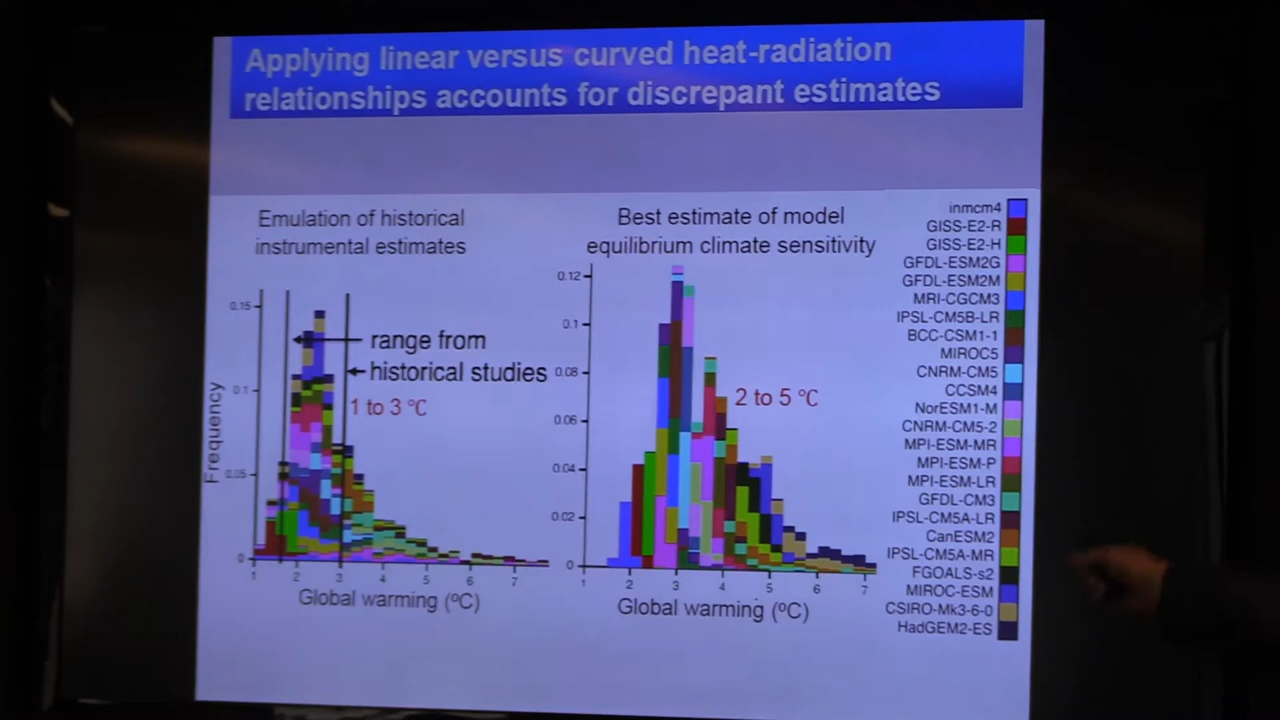 Applying linear versus curved heat-radiation
relationships accounts for discrepant estimates
Emulation of historical
instrumental estimates
Frequency
0.15
0.1
0.05
0
range from
historical studies
1 to 3 ºC
1 2 3 4 5 6 7
Global warming (ºC)
Best estimate of model
equilibrium climate sensitivity
0.12
0.1
0.08
0.06
0.04
0.02
0
2 to 5 ºC
1 2 3 4 5 6 7
Global warming (ºC)
inmcm4
GISS-E2-R
GISS-E2-H
GFDL-ESM2G
GFDL-ESM2M
MRI-CGCM3
IPSL-CM5B-LR
BCC-CSM1-1
MIROC5
CNRM-CM5
CCSM4
NorESM1-M
CNRM-CM5-2
MPI-ESM-MR
MPI-ESM-P
MPI-ESM-LR
GFDL-CM3
IPSL-CM5A-LR
CanESM2
IPSL-CM5A-MR
FGOALS-s2
MIROC-ESM
CSIRO-Mk3-6-0
HadGEM2-ES